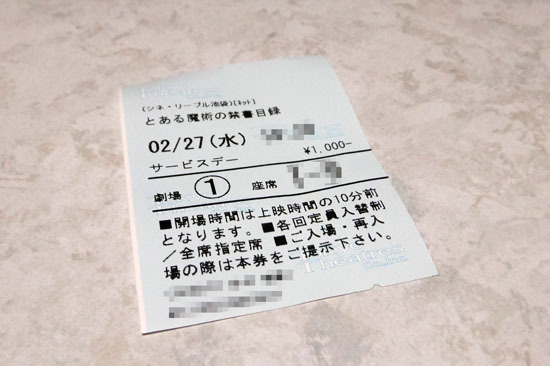 (シネ・リーブル池袋)[ネット]
とある魔術の禁書目録
02/27(水)
サービスデー ¥1,000-
劇場 ① 座席
■開場時間は上映時間の10分前
となります。■各回定員入替制
/全席指定席 ■ご入場・再入
場の際は本券をご提示下さい。
Theatres